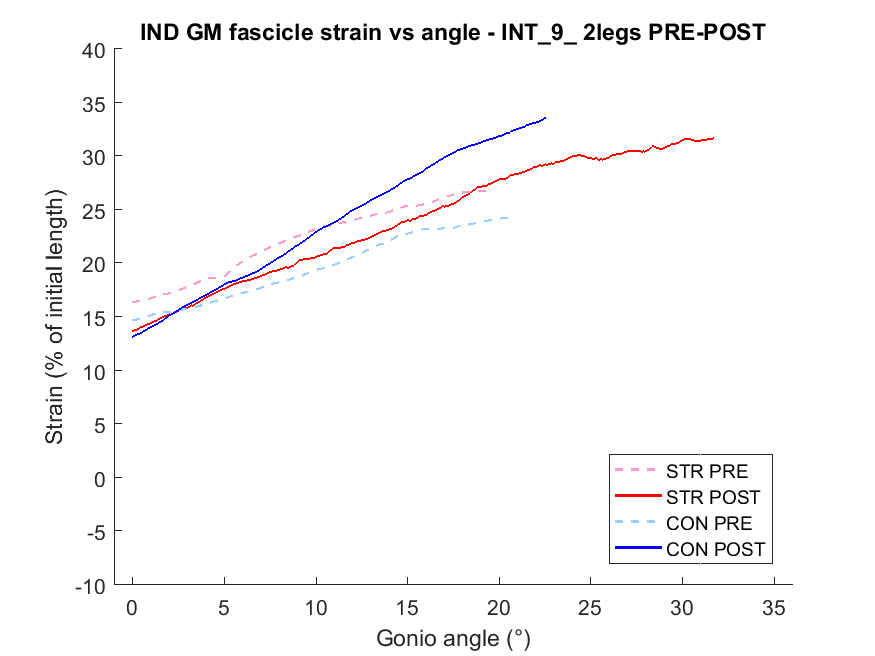 IND GM fascicle strain vs angle - INT_9_ 2legs PRE-POST
40
35
30
25
20
15
10
5
0
-5
-10
Strain (% of initial length)
0 5 10 15 20 25 30 35
Gonio angle (°)
STR PRE
STR POST
CON PRE
CON POST